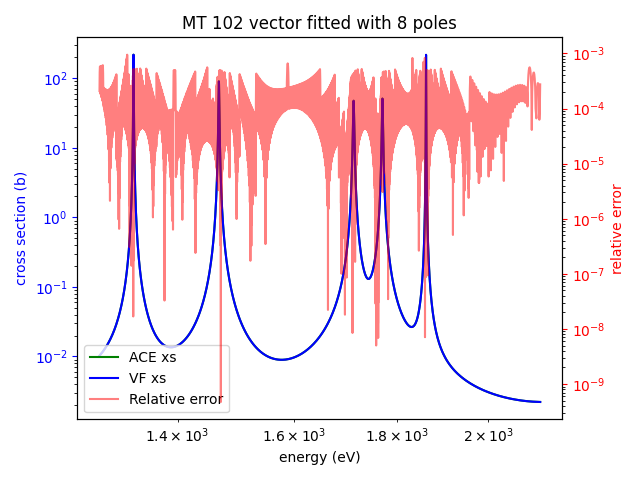 MT 102 vector fitted with 8 poles
cross section (b)
10²
10¹
10⁰
10⁻¹
10⁻²
10⁻³
10⁻⁴
10⁻⁵
10⁻⁶
10⁻⁷
10⁻⁸
10⁻⁹
relative error
ACE xs
VF xs
Relative error
1.4 × 10³
1.6 × 10³
1.8 × 10³
2 × 10³
energy (eV)